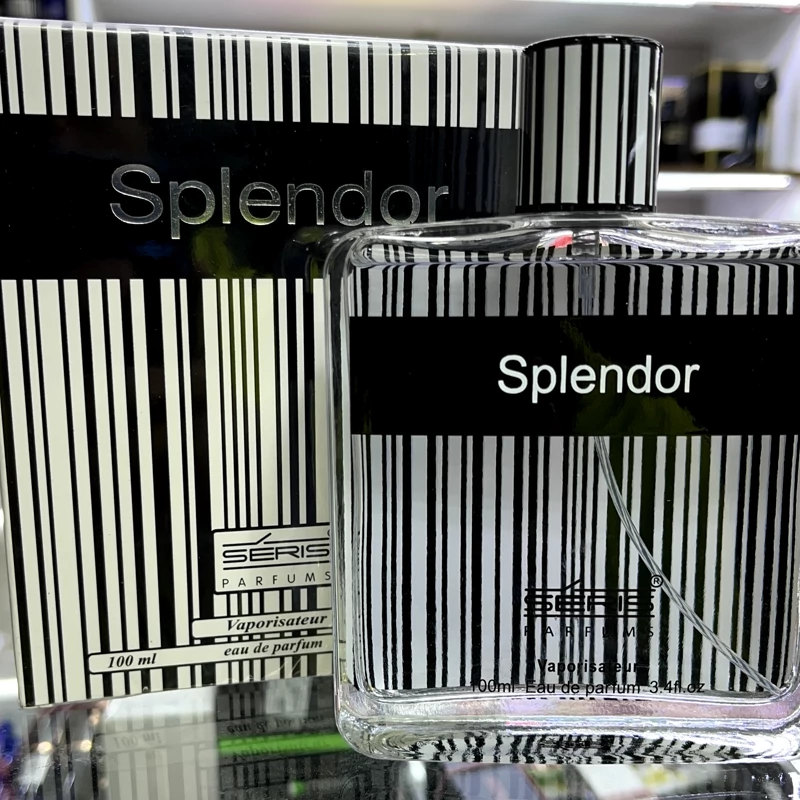 Splendor
SÉRIS
PARFUMS
Vaporisateur
eau de parfum
100 ml
Splendor
SÉRIS®
PARFUMS
Vaporisateur
100ml Eau de parfum 3.4fl.oz